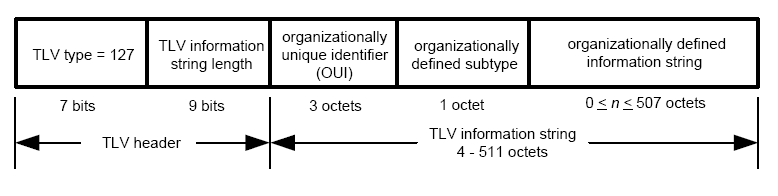 TLV type = 127
TLV information
string length
organizationally
unique identifier
(OUI)
organizationally
defined subtype
organizationally defined
information string
7 bits
9 bits
3 octets
1 octet
0 ≤ n ≤ 507 octets
TLV header
TLV information string
4 - 511 octets